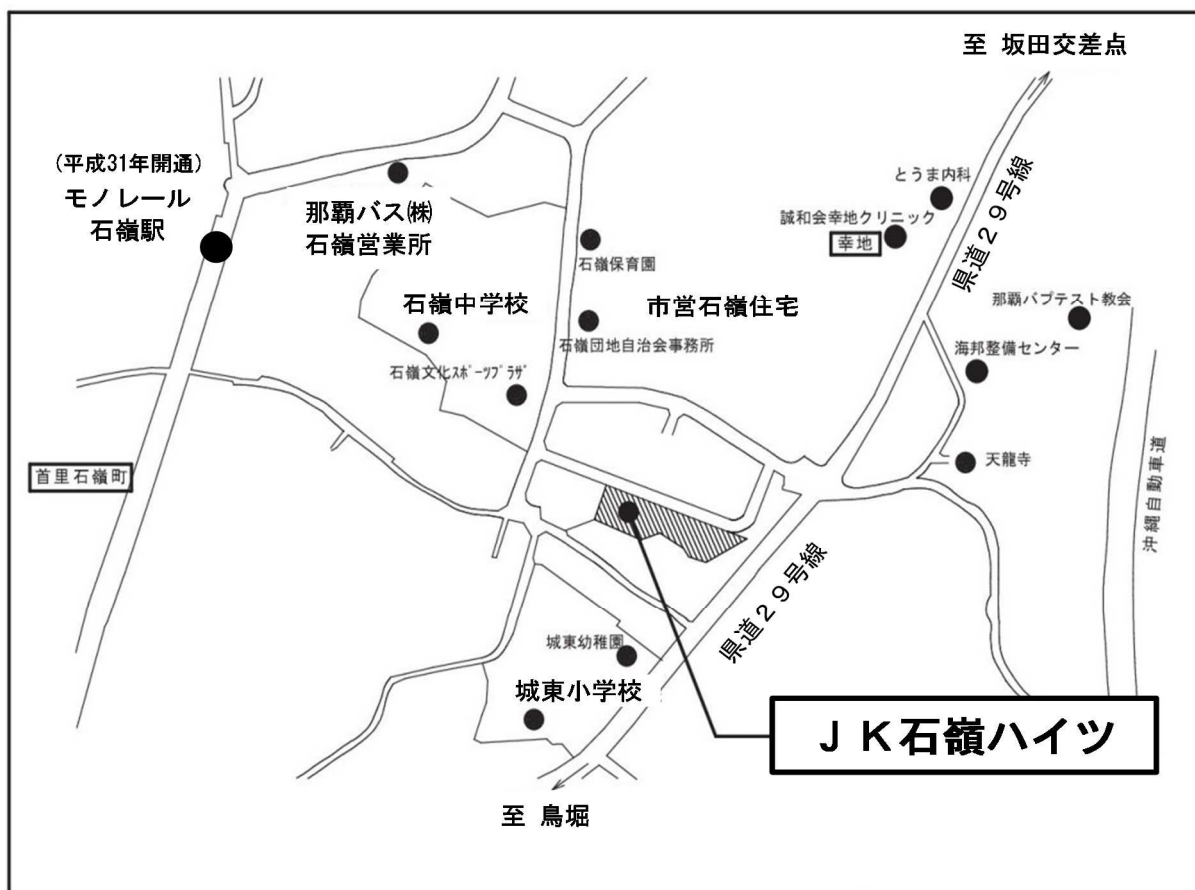 至 坂田交差点
(平成31年開通)
モノレール
石嶺駅
那覇バス㈱
石嶺営業所
石嶺保育園
石嶺中学校
市営石嶺住宅
石嶺団地自治会事務所
石嶺文化ｽﾎﾟｰﾂﾌﾟﾗｻﾞ
とうま内科
誠和会幸地クリニック
幸地
県道２９号線
那覇バプテスト教会
海邦整備センター
天龍寺
沖縄自動車道
首里石嶺町
県道２９号線
城東幼稚園
城東小学校
ＪＫ石嶺ハイツ
至 鳥堀